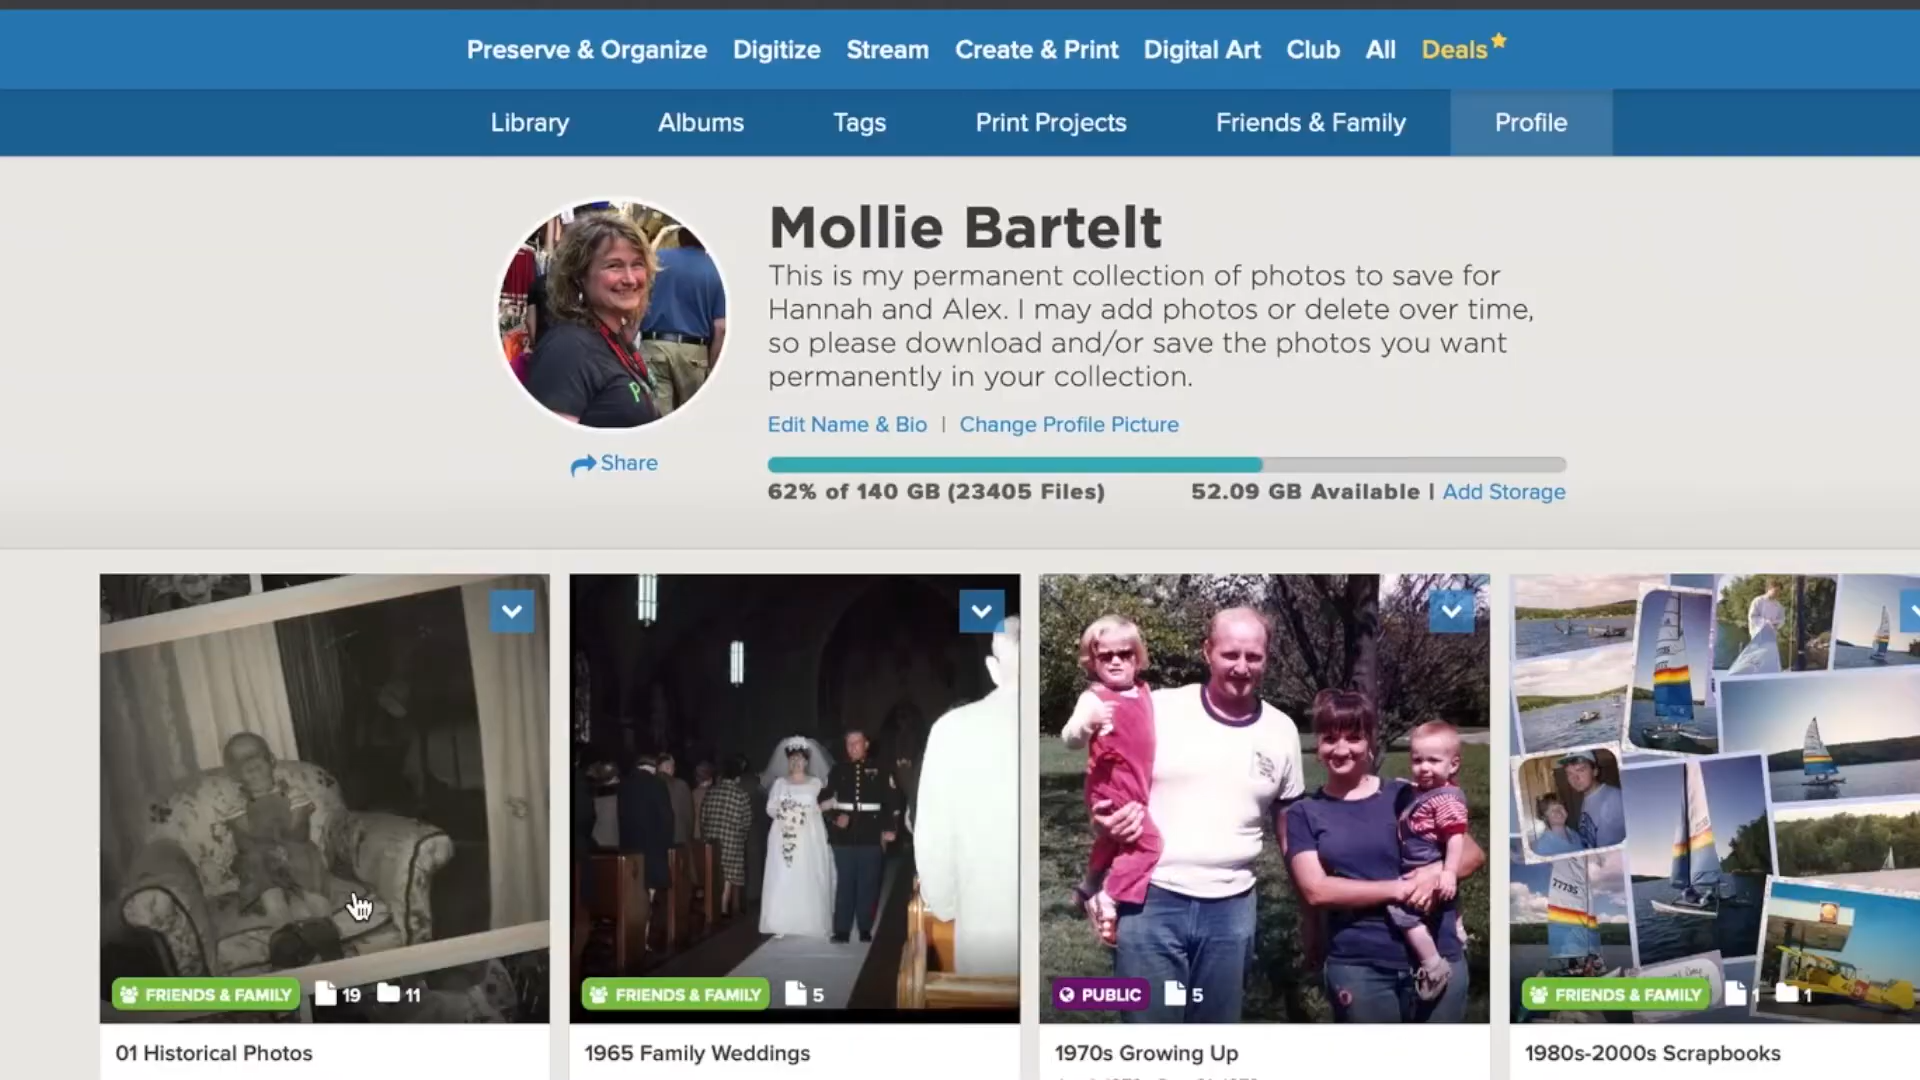 Preserve & Organize Digitize Stream Create & Print Digital Art Club All Deals
Library Albums Tags Print Projects Friends & Family Profile
Mollie Bartelt
This is my permanent collection of photos to save for
Hannah and Alex. I may add photos or delete over time,
so please download and/or save the photos you want
permanently in your collection.
Edit Name & Bio | Change Profile Picture
Share
62% of 140 GB (23405 Files) 52.09 GB Available | Add Storage
77735
FRIENDS & FAMILY 19 11
FRIENDS & FAMILY 5
PUBLIC 5
FRIENDS & FAMILY 1 1
01 Historical Photos
1965 Family Weddings
1970s Growing Up
1980s-2000s Scrapbooks